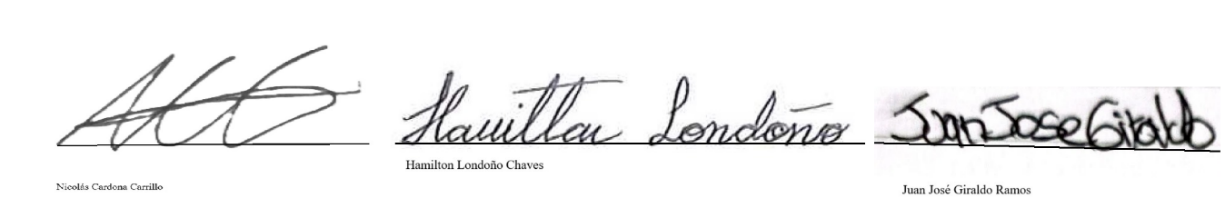 Hamilton Londoño
Juan Jose Giraldo
Nicolás Cardona Carrillo
Hamilton Londoño Chaves
Juan José Giraldo Ramos